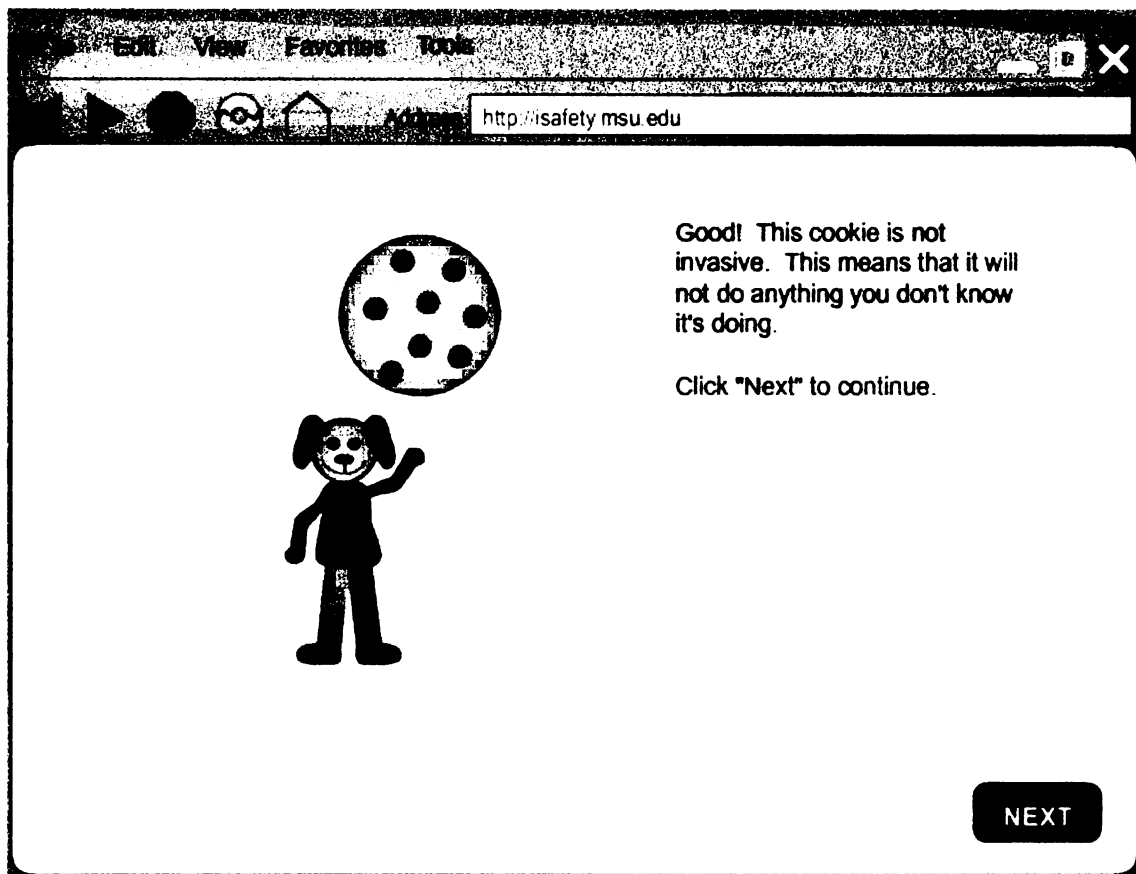 Edit View Favorites Tools
Address http://isafety.msu.edu
Good! This cookie is not
invasive. This means that it will
not do anything you don't know
it's doing.
Click "Next" to continue.
NEXT